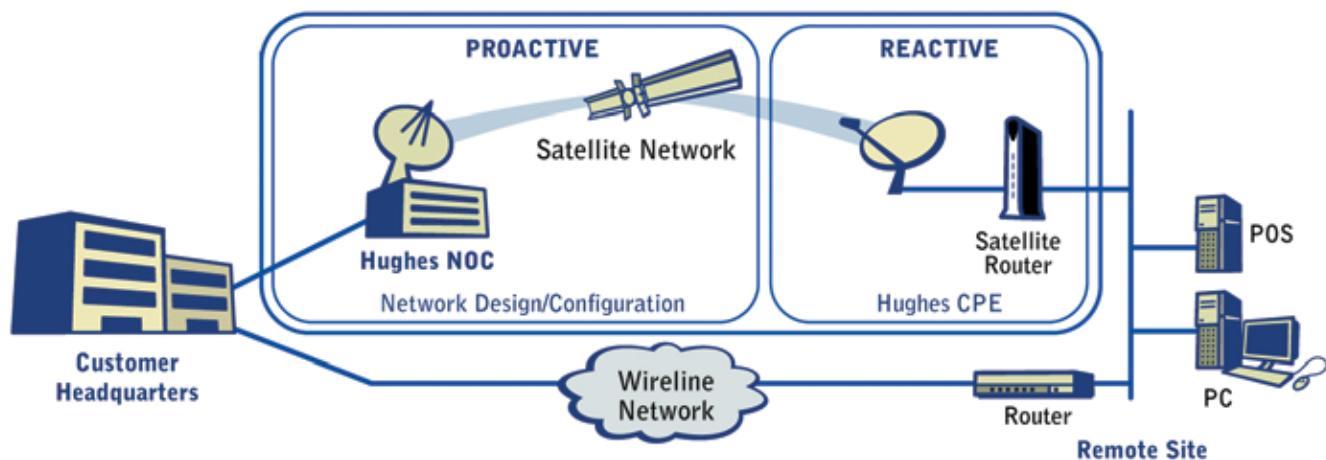 PROACTIVE
REACTIVE
Satellite Network
Hughes NOC
Satellite
Router
POS
Network Design/Configuration
Hughes CPE
Customer
Headquarters
Wireline
Network
Router
PC
Remote Site